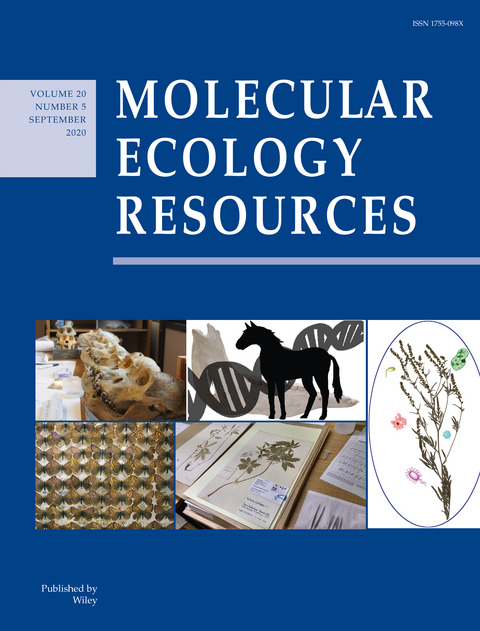 ISSN 1755-098X
VOLUME 20
NUMBER 5
SEPTEMBER
2020
MOLECULAR
ECOLOGY
RESOURCES
Published by
Wiley